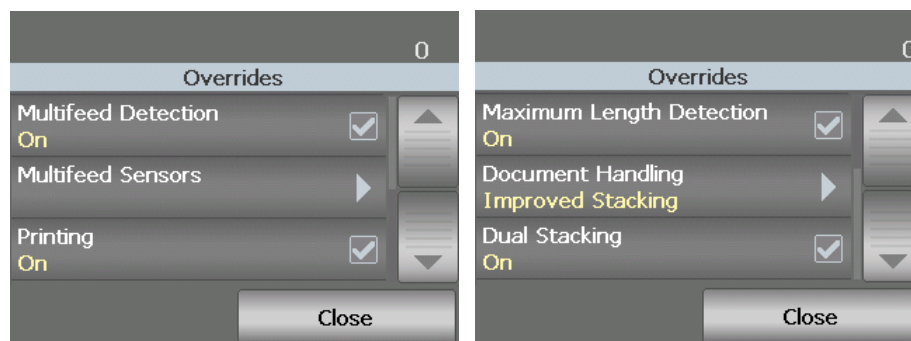 0
Overrides
Multifeed Detection
On
Multifeed Sensors
Printing
On
Close
0
Overrides
Maximum Length Detection
On
Document Handling
Improved Stacking
Dual Stacking
On
Close